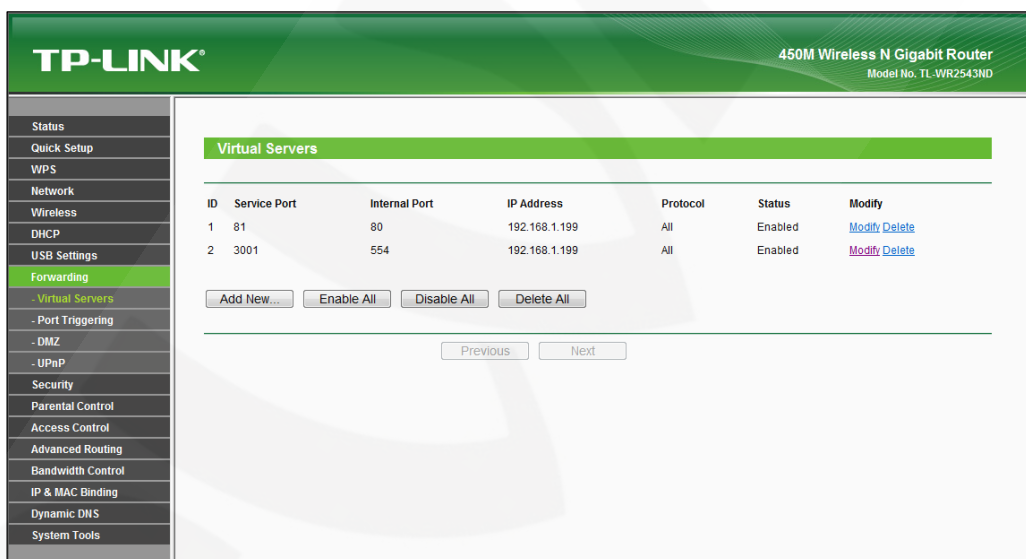 TP-LINK®
450M Wireless N Gigabit Router
Model No. TL-WR2543ND
Status
Quick Setup
WPS
Network
Wireless
DHCP
USB Settings
Forwarding
- Virtual Servers
- Port Triggering
- DMZ
- UPnP
Security
Parental Control
Access Control
Advanced Routing
Bandwidth Control
IP & MAC Binding
Dynamic DNS
System Tools
Virtual Servers
ID Service Port Internal Port IP Address Protocol Status Modify
1 81 80 192.168.1.199 All Enabled Modify Delete
2 3001 554 192.168.1.199 All Enabled Modify Delete
Add New... Enable All Disable All Delete All
Previous Next